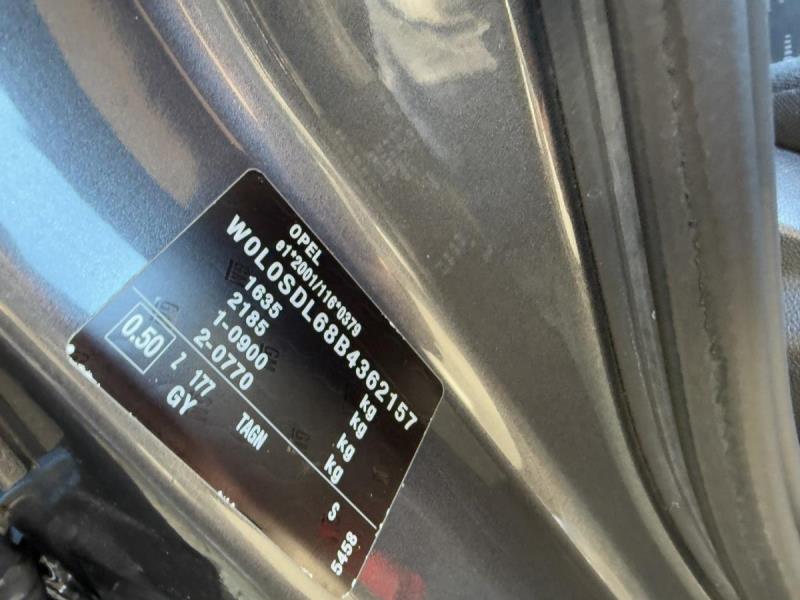 OPEL
e1*2001/116*0379
W0L0SDL68B4362157
1635 kg
2185 kg
1-0900 kg
2-0770 kg
0.50 Z 177 TAGN S 5458
GY